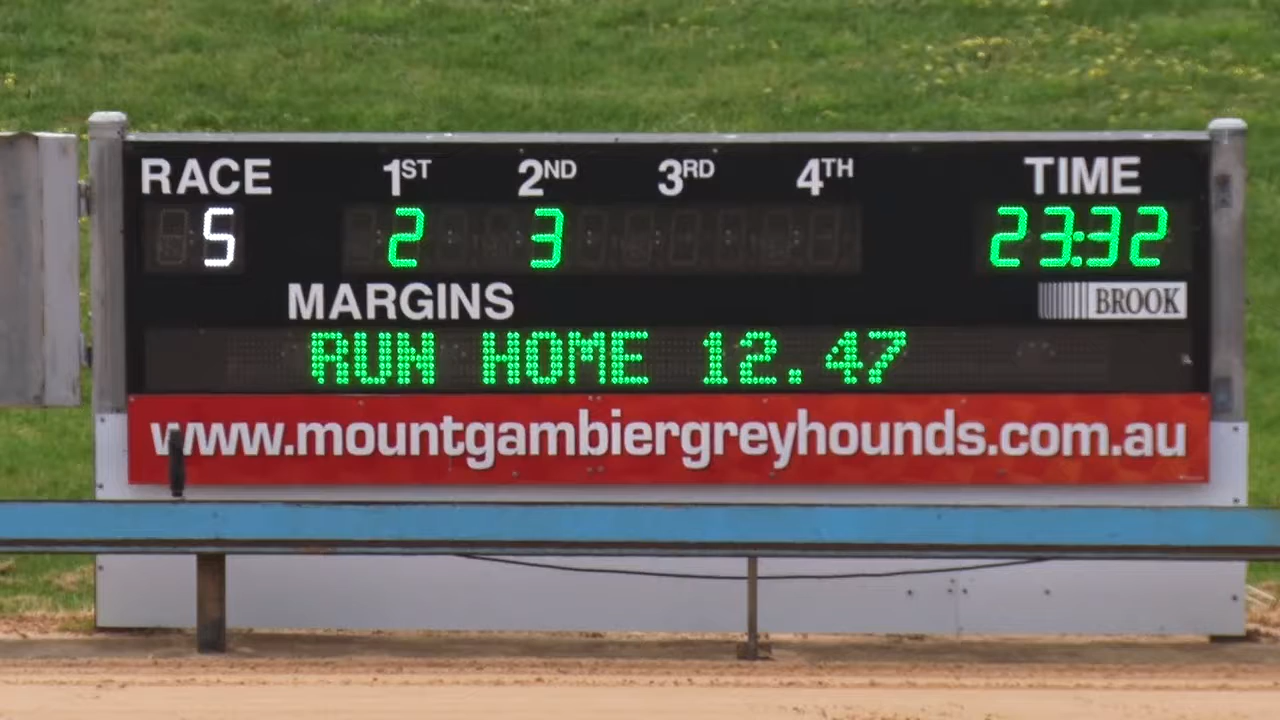 RACE 1ST 2ND 3RD 4TH TIME
5 2 3 23:32
MARGINS BROOK
RUN HOME 12.47
www.mountgambiergreyhounds.com.au